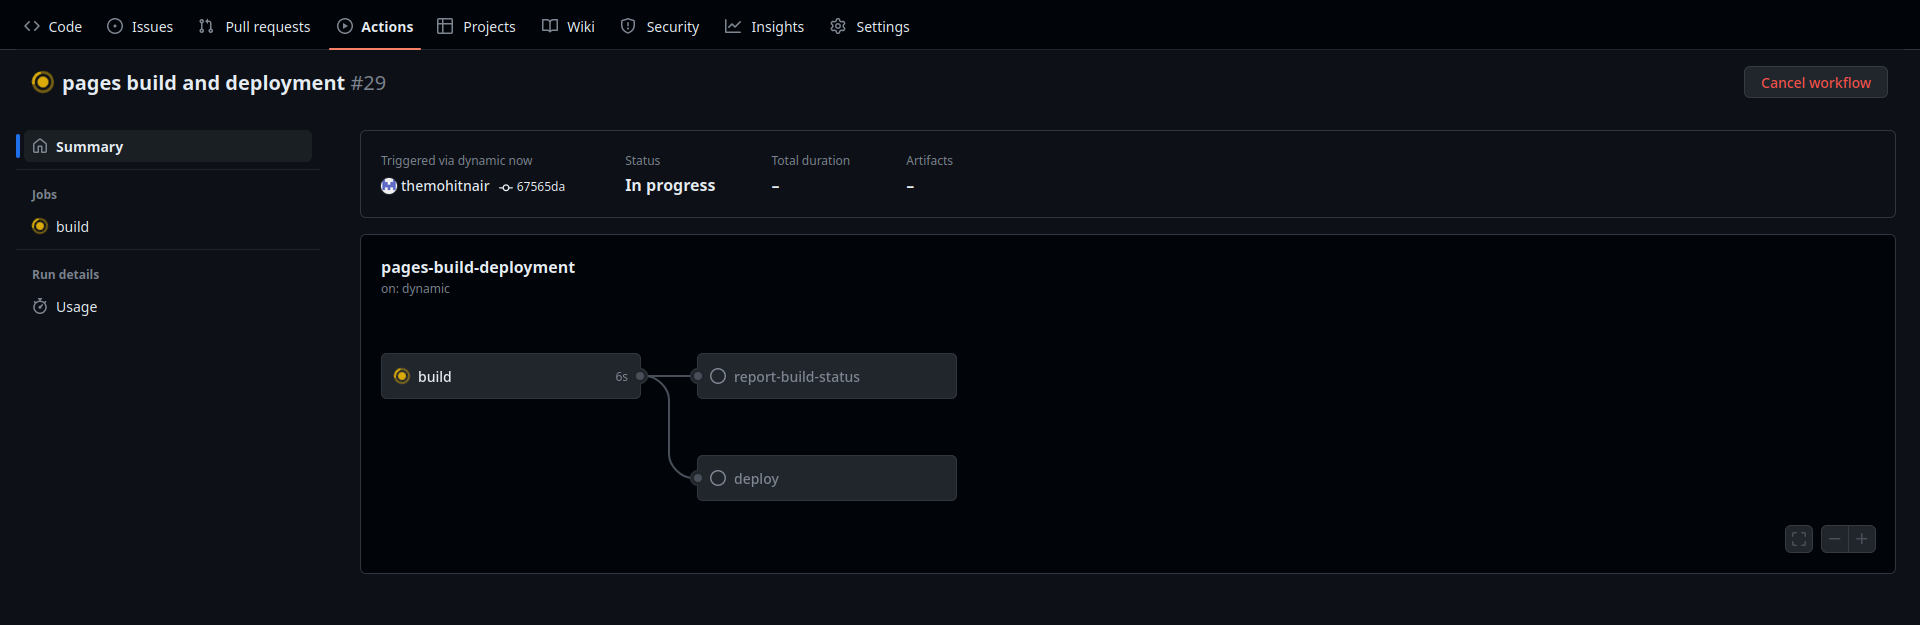 Code Issues Pull requests Actions Projects Wiki Security Insights Settings
pages build and deployment #29
Cancel workflow
Summary
Jobs
build
Run details
Usage
Triggered via dynamic now
themohitnair 67565da
Status
In progress
Total duration
–
Artifacts
–
pages-build-deployment
on: dynamic
build 6s
report-build-status
deploy